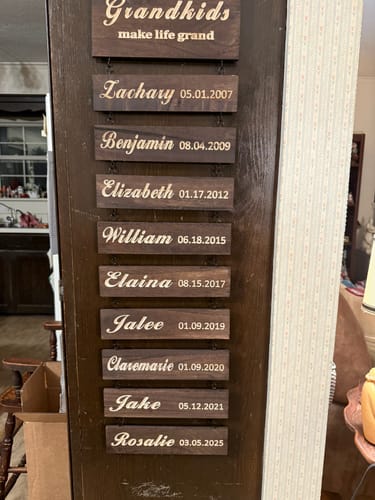 Grandkids
make life grand
Zachary 05.01.2007
Benjamin 08.04.2009
Elizabeth 01.17.2012
William 06.18.2015
Elaina 08.15.2017
Jalee 01.09.2019
Claremarie 01.09.2020
Jake 05.12.2021
Rosalie 03.05.2025